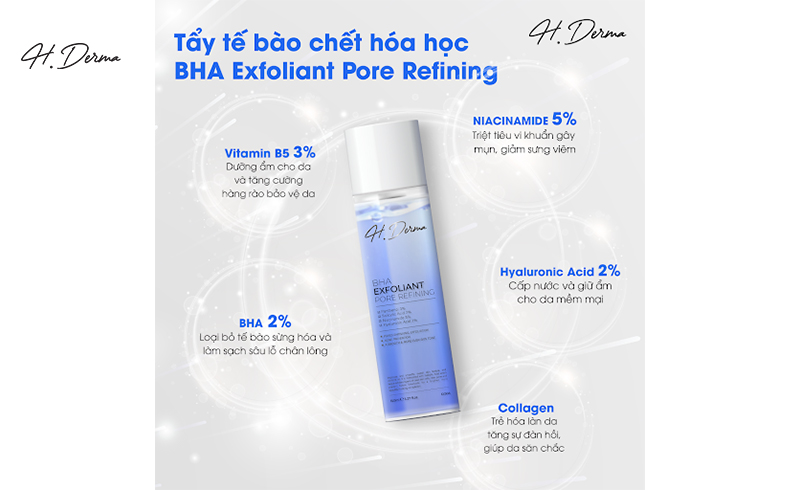 H. Derma
H. Derma
Tẩy tế bào chết hóa học
BHA Exfoliant Pore Refining
NIACINAMIDE 5%
Triệt tiêu vi khuẩn gây
mụn, giảm sưng viêm
Vitamin B5 3%
Dưỡng ẩm cho da
và tăng cường
hàng rào bảo vệ da
H. Derma
BHA
EXFOLIANT
PORE REFINING
Hyaluronic Acid 2%
Cấp nước và giữ ẩm
cho da mềm mại
BHA 2%
Loại bỏ tế bào sừng hóa và
làm sạch sâu lỗ chân lông
Collagen
Trẻ hóa làn da
tăng sự đàn hồi,
giúp da săn chắc